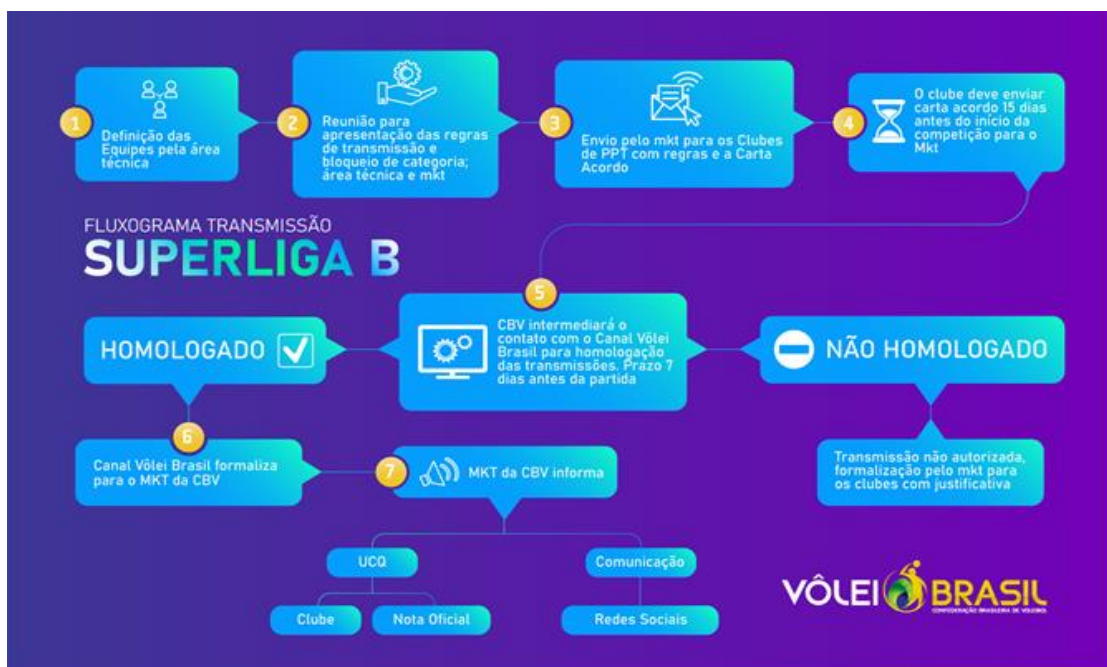 1
Definição das
Equipes pela área
técnica
2
Reunião para
apresentação das regras
de transmissão e
bloqueio de categoria;
área técnica e mkt
3
Envio pelo mkt para os Clubes
de PPT com regras e a Carta
Acordo
4
O clube deve enviar
carta acordo 15 dias
antes do início da
competição para o
Mkt
FLUXOGRAMA TRANSMISSÃO
SUPERLIGA B
5
CBV intermediará o
contato com o Canal Vôlei
Brasil para homologação
das transmissões. Prazo 7
dias antes da partida
HOMOLOGADO
NÃO HOMOLOGADO
6
Canal Vôlei Brasil formaliza
para o MKT da CBV
7
MKT da CBV informa
Transmissão não autorizada,
formalização pelo mkt para
os clubes com justificativa
UCQ
Comunicação
Clube
Nota Oficial
Redes Sociais
VÔLEI BRASIL
CONFEDERAÇÃO BRASILEIRA DE VOLEIBOL